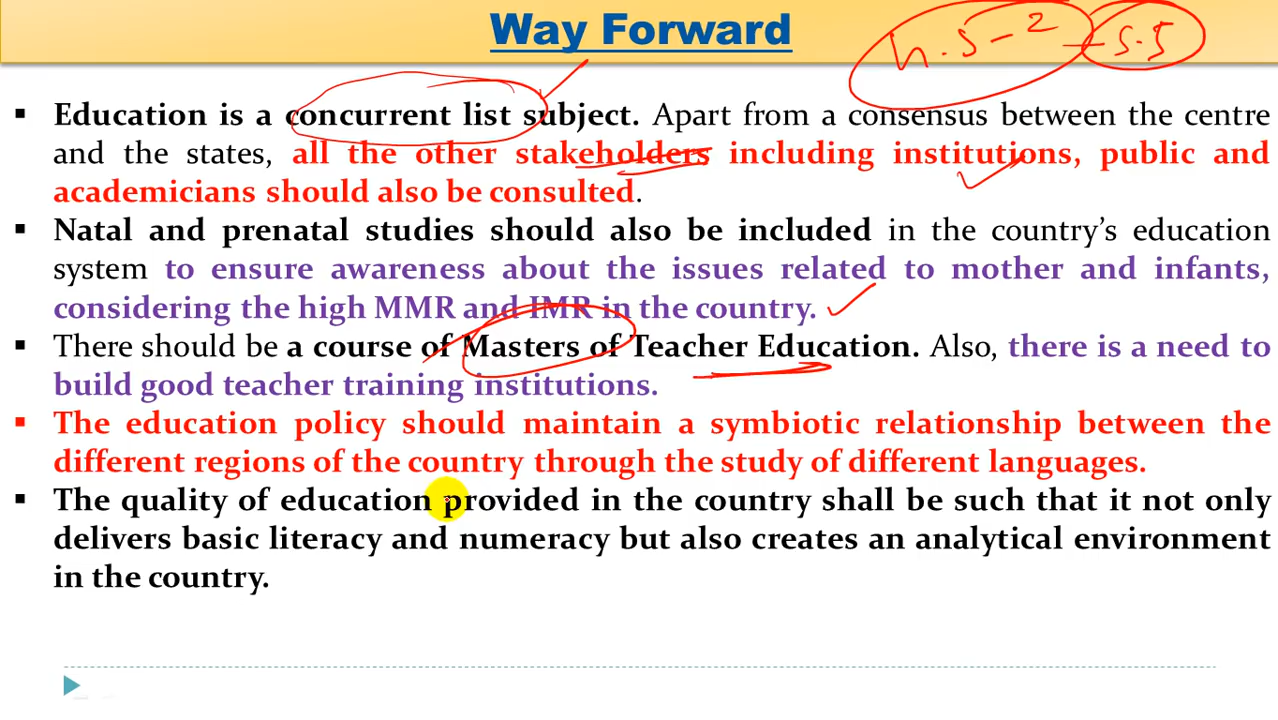 Way Forward
h.s - 2 - s.s
▪ Education is a concurrent list subject. Apart from a consensus between the centre
and the states, all the other stakeholders including institutions, public and
academicians should also be consulted.
▪ Natal and prenatal studies should also be included in the country's education
system to ensure awareness about the issues related to mother and infants,
considering the high MMR and IMR in the country.
▪ There should be a course of Masters of Teacher Education. Also, there is a need to
build good teacher training institutions.
▪ The education policy should maintain a symbiotic relationship between the
different regions of the country through the study of different languages.
▪ The quality of education provided in the country shall be such that it not only
delivers basic literacy and numeracy but also creates an analytical environment
in the country.